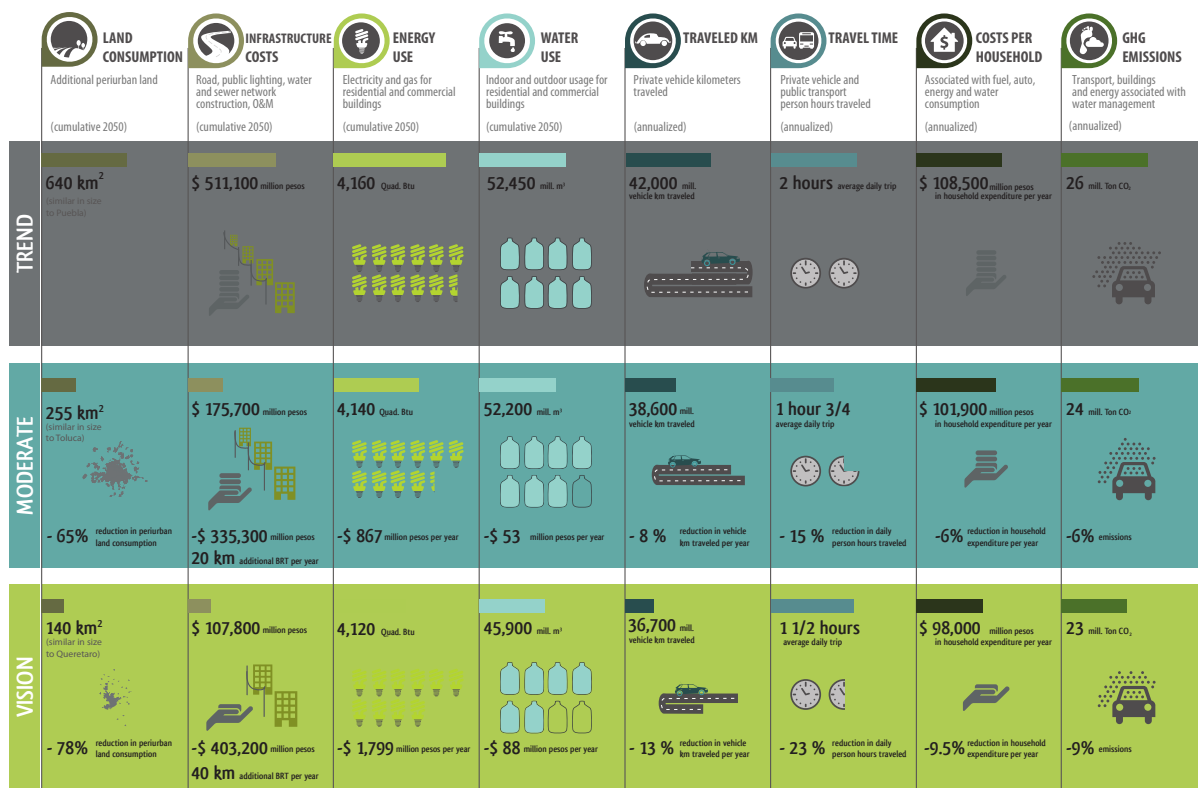 LAND
CONSUMPTION
Additional periurban land
(cumulative 2050)
INFRASTRUCTURE
COSTS
Road, public lighting, water
and sewer network
construction, O&M
(cumulative 2050)
ENERGY
USE
Electricity and gas for
residential and commercial
buildings
(cumulative 2050)
WATER
USE
Indoor and outdoor usage for
residential and commercial
buildings
(cumulative 2050)
TRAVELED KM
Private vehicle kilometers
traveled
(annualized)
TRAVEL TIME
Private vehicle and
public transport
person hours traveled
(annualized)
COSTS PER
HOUSEHOLD
Associated with fuel, auto,
energy and water
consumption
(annualized)
GHG
EMISSIONS
Transport, buildings
and energy associated with
water management
(annualized)
TREND
640 km²
(similar in size
to Puebla)
$ 511,100 million pesos
4,160 Quad. Btu
52,450 mill. m³
42,000 mill.
vehicle km traveled
2 hours average daily trip
$ 108,500 million pesos
in household expenditure per year
26 mill. Ton CO₂
MODERATE
255 km²
(similar in size
to Toluca)
- 65% reduction in periurban
land consumption
$ 175,700 million pesos
-$ 335,300 million pesos
20 km additional BRT per year
4,140 Quad. Btu
-$ 867 million pesos per year
52,200 mill. m³
-$ 53 million pesos per year
38,600 mill.
vehicle km traveled
- 8 % reduction in vehicle
km traveled per year
1 hour 3/4
average daily trip
- 15 % reduction in daily
person hours traveled
$ 101,900 million pesos
in household expenditure per year
-6% reduction in household
expenditure per year
24 mill. Ton CO²
-6% emissions
VISION
140 km²
(similar in size
to Queretaro)
- 78% reduction in periurban
land consumption
$ 107,800 million pesos
-$ 403,200 million pesos
40 km additional BRT per year
4,120 Quad. Btu
-$ 1,799 million pesos per year
45,900 mill. m³
-$ 88 million pesos per year
36,700 mill.
vehicle km traveled
- 13 % reduction in vehicle
km traveled per year
1 1/2 hours
average daily trip
- 23 % reduction in daily
person hours traveled
$ 98,000 million pesos
in household expenditure per year
-9.5% reduction in household
expenditure per year
23 mill. Ton CO₂
-9% emissions